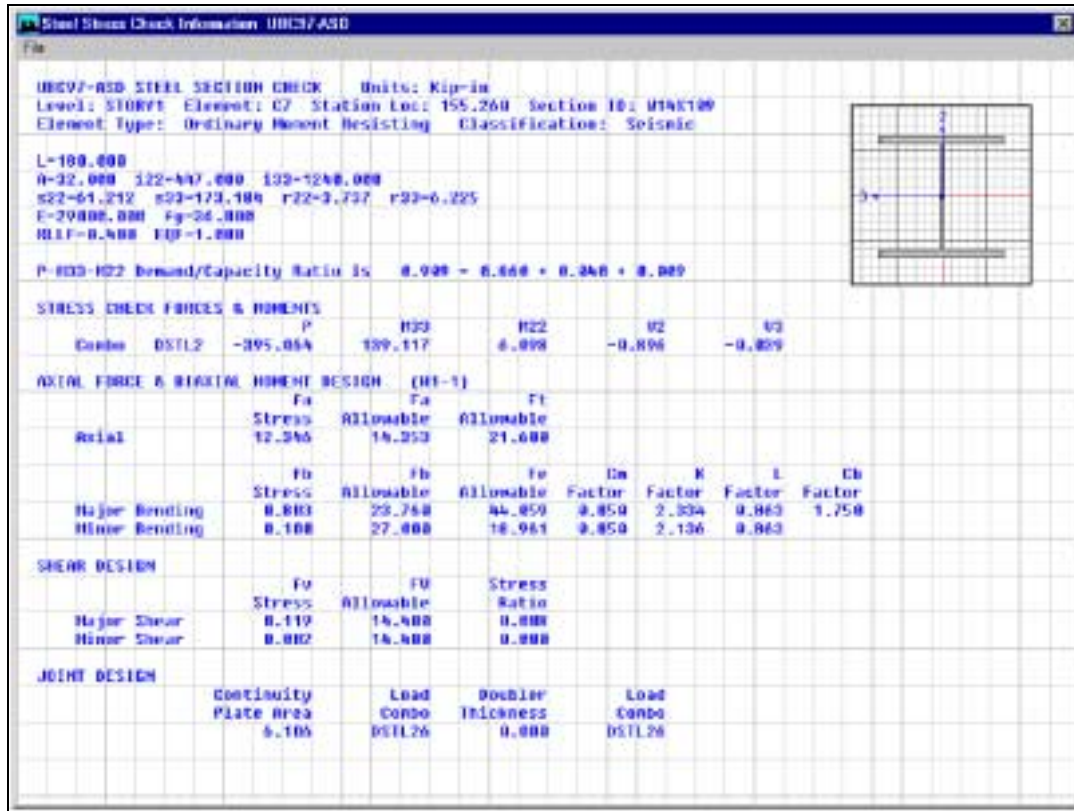 Steel Stress Check Information UBC97-ASD
File
UBC97-ASD STEEL SECTION CHECK Units: Kip-in
Level: STORY1 Element: C7 Station Loc: 155.260 Section ID: W14X109
Element Type: Ordinary Moment Resisting Classification: Seismic
2
3
L=180.000
A=32.000 i22=447.000 i33=1240.000
s22=61.212 s33=173.184 r22=3.737 r33=6.225
E=29000.000 Fy=36.000
RLLF=0.400 EQF=1.000
P-M33-M22 Demand/Capacity Ratio is 0.909 = 0.860 + 0.040 + 0.009
STRESS CHECK FORCES & MOMENTS
P M33 M22 V2 V3
Combo DSTL2 -395.064 139.117 6.098 -0.896 -0.039
AXIAL FORCE & BIAXIAL MOMENT DESIGN (H1-1)
fa Fa Ft
Stress Allowable Allowable
Axial 12.346 14.353 21.600
fb Fb Fe Cm K L Cb
Stress Allowable Allowable Factor Factor Factor Factor
Major Bending 0.803 23.760 44.059 0.850 2.334 0.863 1.750
Minor Bending 0.100 27.000 18.961 0.850 2.136 0.863
SHEAR DESIGN
fv FV Stress
Stress Allowable Ratio
Major Shear 0.119 14.400 0.008
Minor Shear 0.002 14.400 0.000
JOINT DESIGN
Continuity Load Doubler Load
Plate Area Combo Thickness Combo
DSTL26 0.000 DSTL26